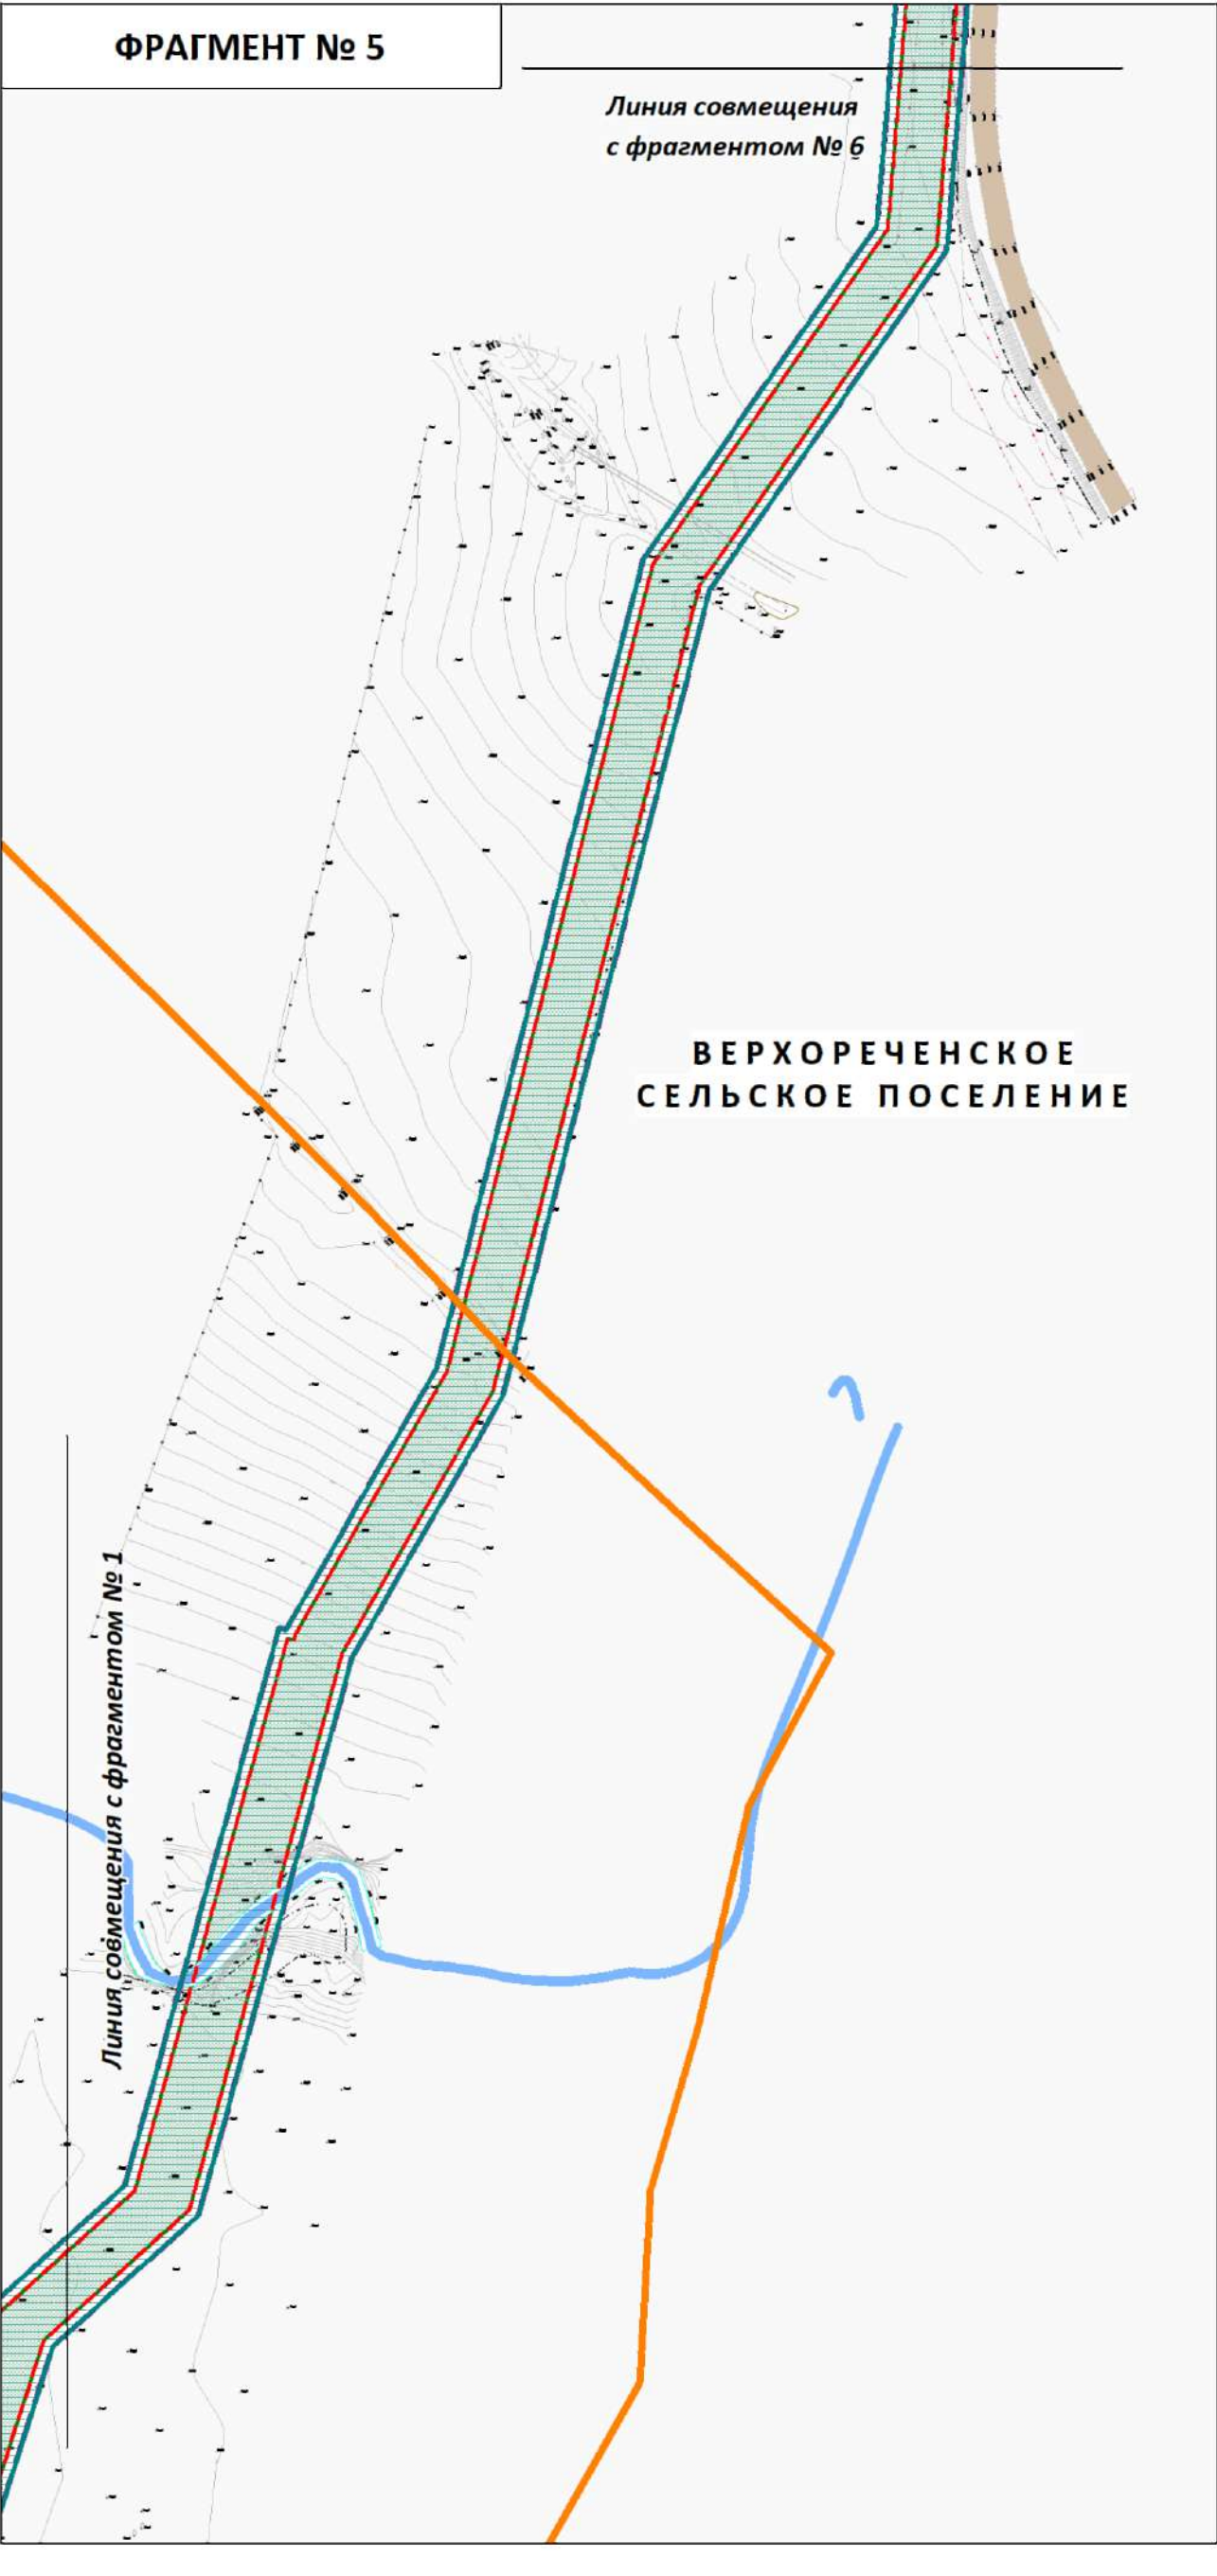 ФРАГМЕНТ № 5
Линия совмещения
с фрагментом № 6
ВЕРХОРЕЧЕНСКОЕ
СЕЛЬСКОЕ ПОСЕЛЕНИЕ
Линия совмещения с фрагментом № 1